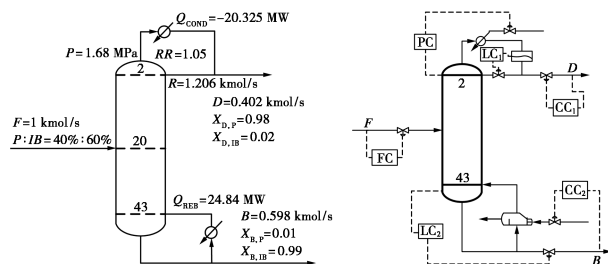 Q_COND=−20.325 MW
P=1.68 MPa
RR=1.05
2
R=1.206 kmol/s
D=0.402 kmol/s
X_D,P=0.98
X_D,IB=0.02
F=1 kmol/s
P:IB=40%:60%
20
Q_REB=24.84 MW
43
B=0.598 kmol/s
X_B,P=0.01
X_B,IB=0.99
PC
LC1
2
D
CC1
F
FC
43
CC2
LC2
B